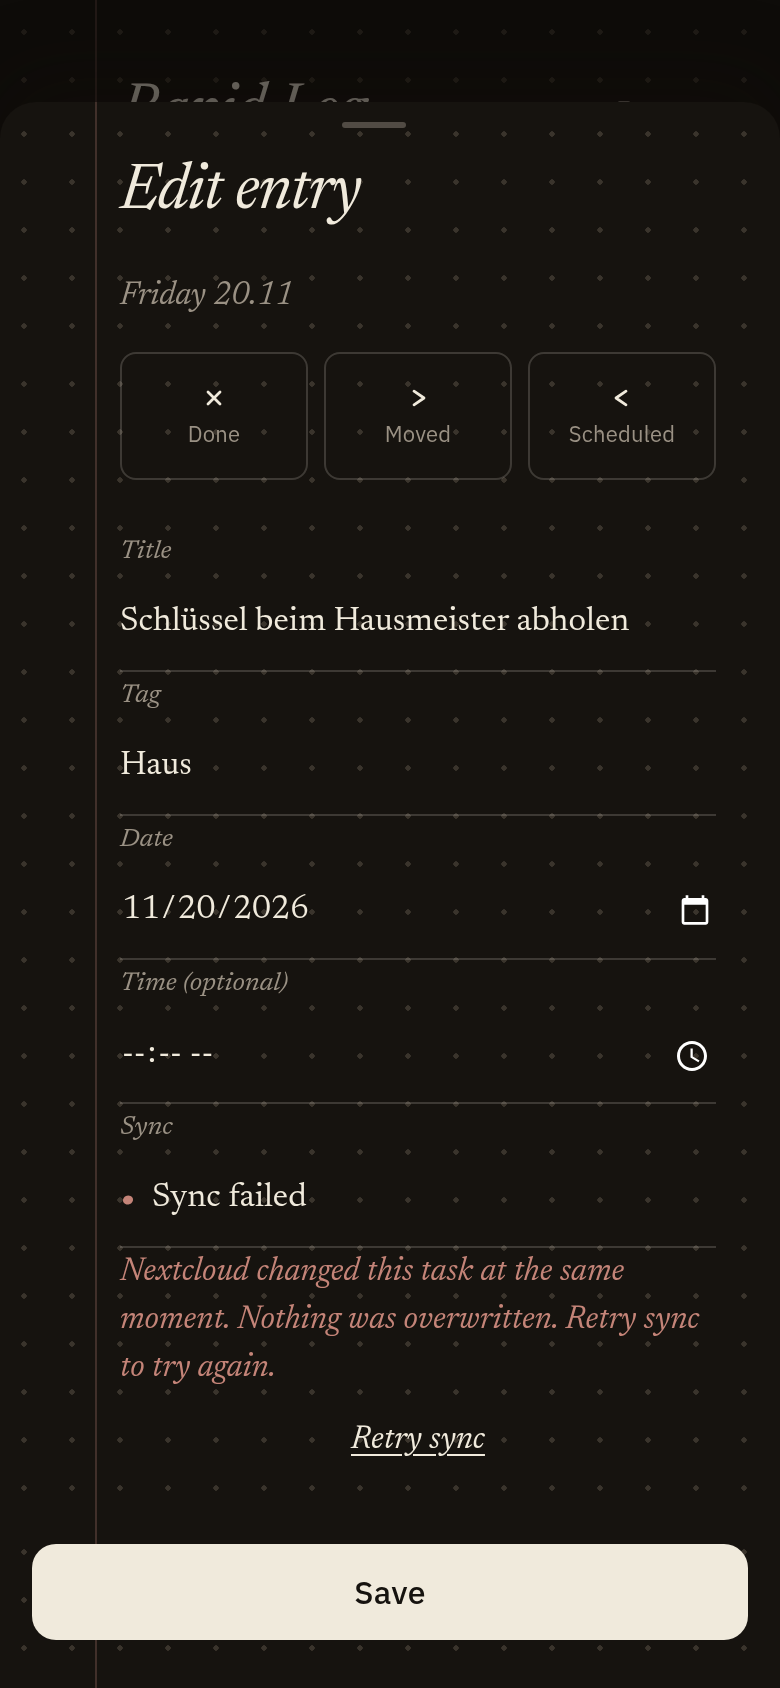 Rapid Log
Edit entry
Friday 20.11
× > <
Done Moved Scheduled
Title
Schlüssel beim Hausmeister abholen
Tag
Haus
Date
11/20/2026
Time (optional)
--:-- --
Sync
Sync failed
Nextcloud changed this task at the same
moment. Nothing was overwritten. Retry sync
to try again.
Retry sync
Save